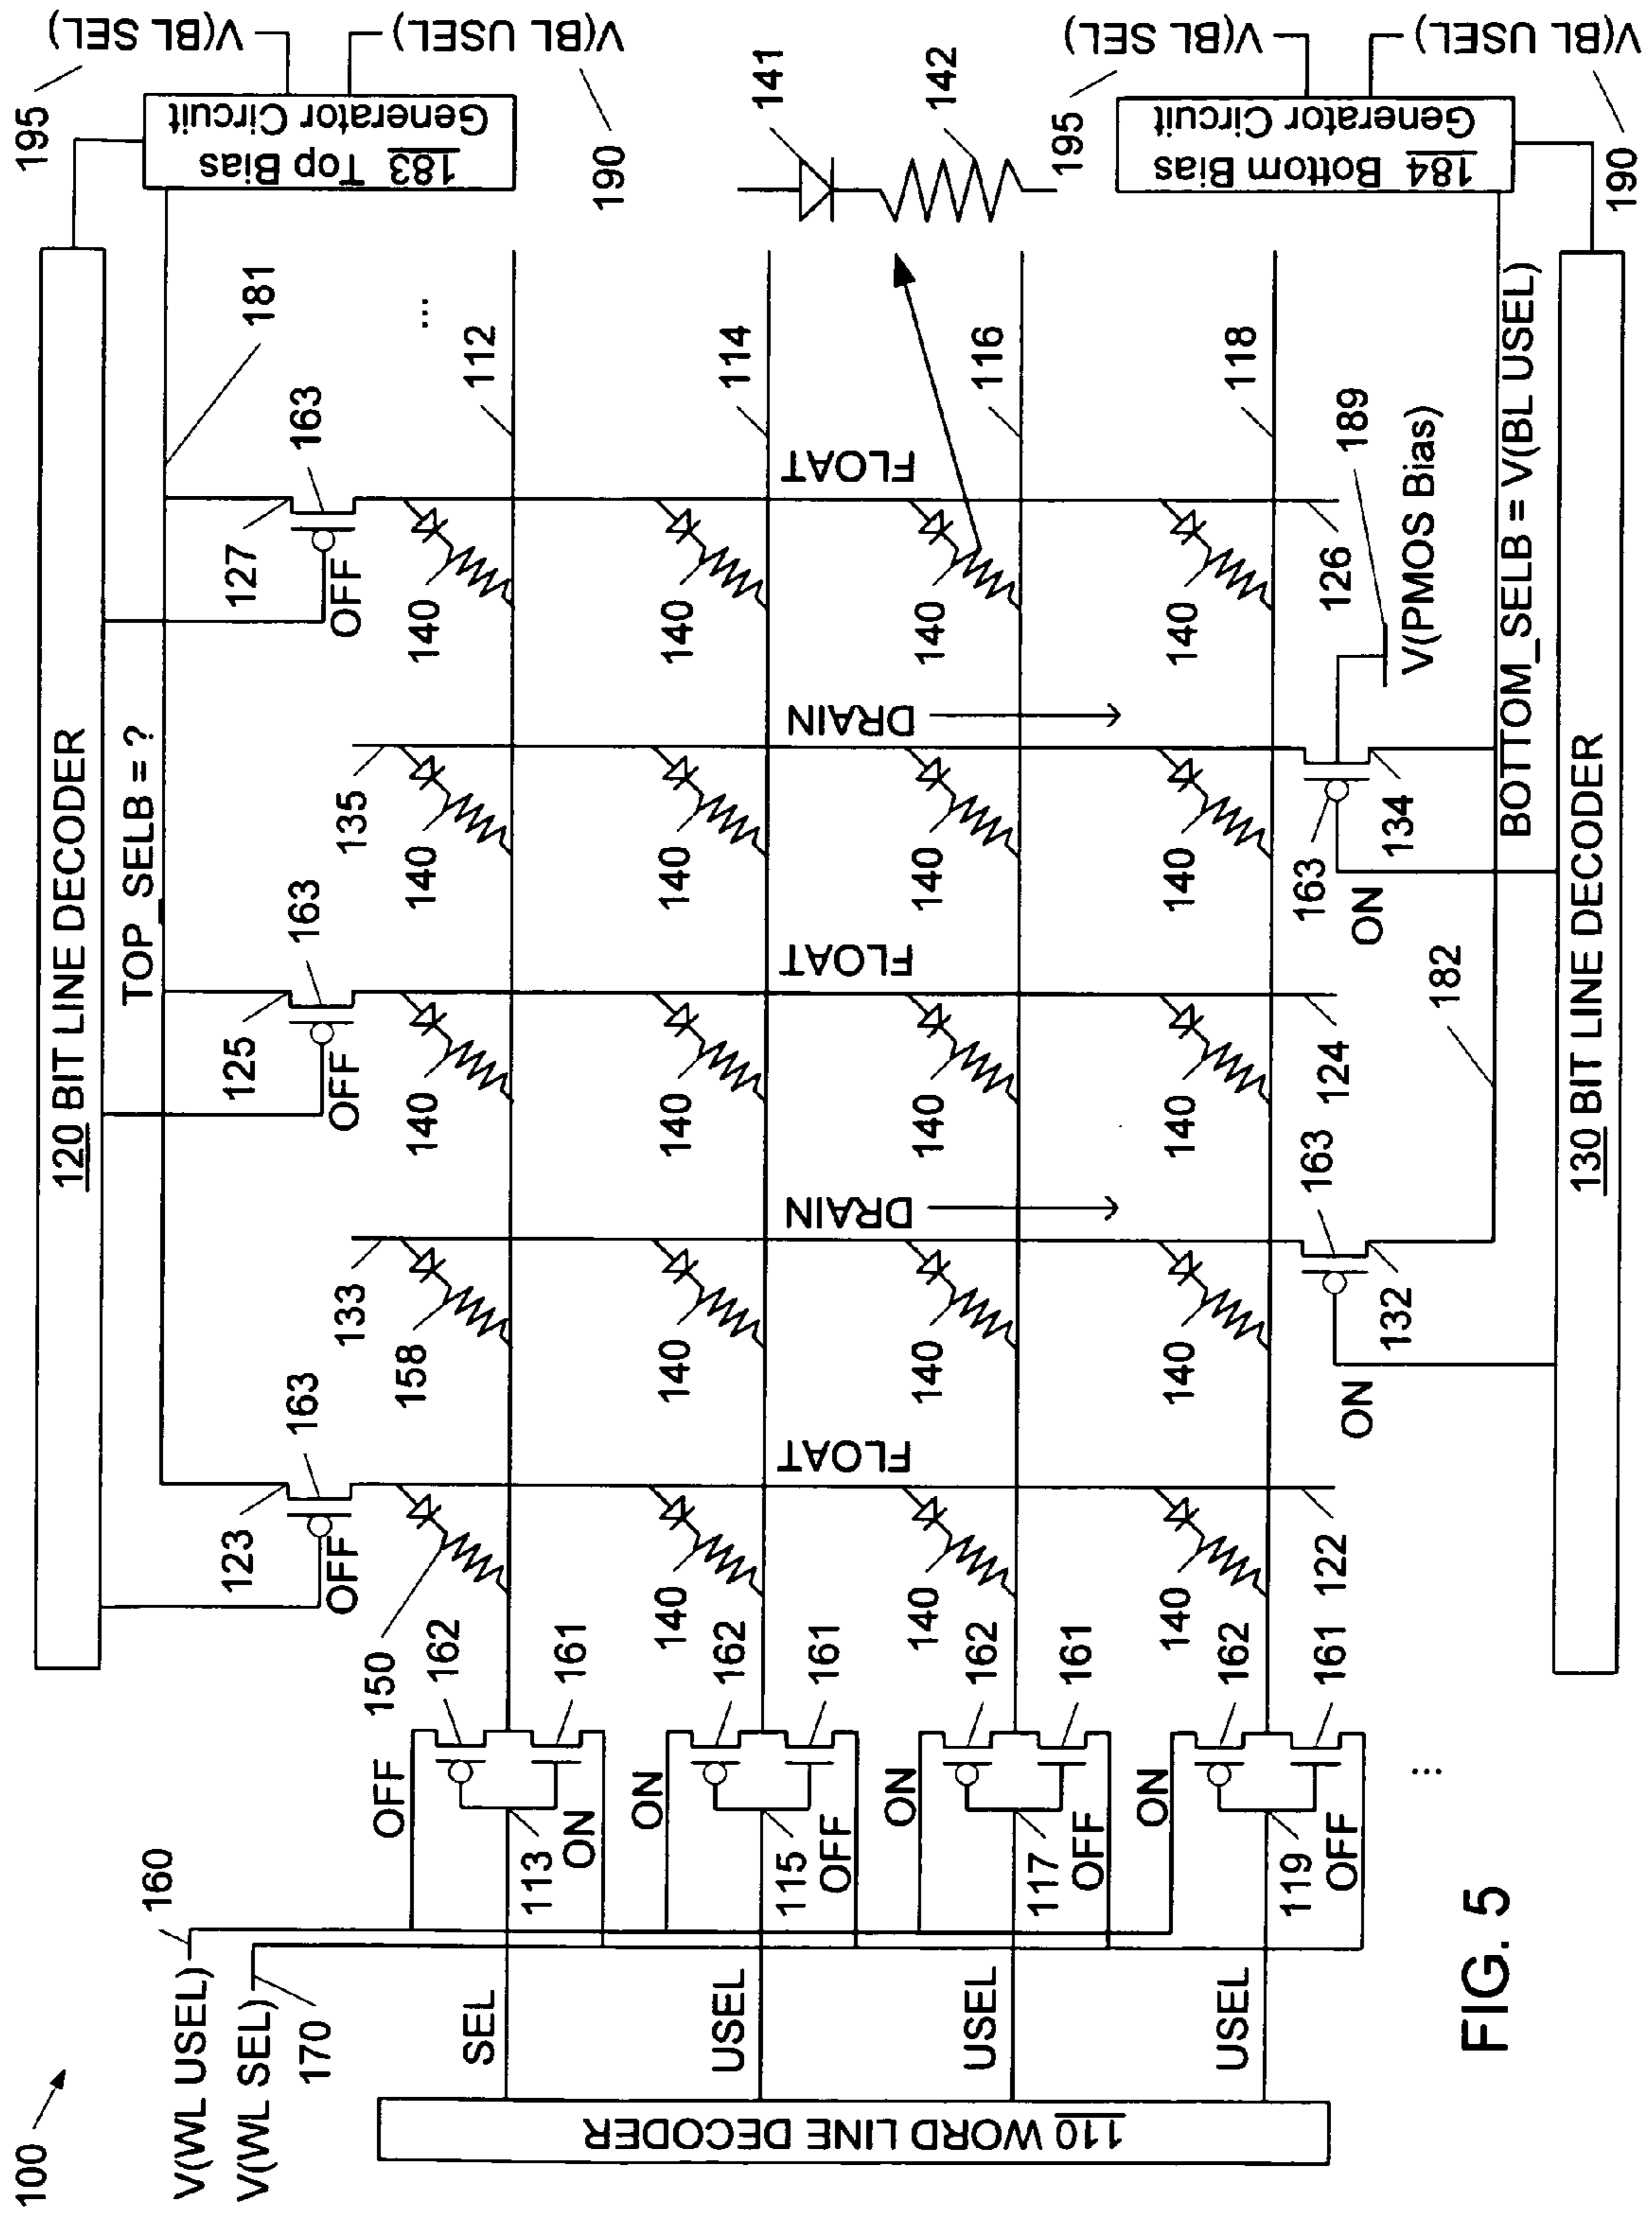 100
V(WL USEL)
160
V(WL SEL)
170
110 WORD LINE DECODER
SEL
USEL
USEL
USEL
120 BIT LINE DECODER
TOP_SELB = ?
181
195
V(BL SEL)
183 Top Bias
Generator Circuit
V(BL USEL)
190
123
163
OFF
125
163
OFF
127
163
OFF
...
OFF
162
113
ON
161
150
133
158
140
135
140
140
112
ON
162
115
OFF
161
140
140
140
140
140
114
FLOAT
DRAIN
FLOAT
DRAIN
FLOAT
141
142
ON
162
117
OFF
161
140
140
140
140
140
116
ON
162
119
OFF
161
140
140
140
140
140
118
122
124
126
ON
132
163
ON
163
134
189
V(PMOS Bias)
182
BOTTOM_SELB = V(BL USEL)
195
V(BL SEL)
184 Bottom Bias
Generator Circuit
V(BL USEL)
190
130 BIT LINE DECODER
...
FIG. 5